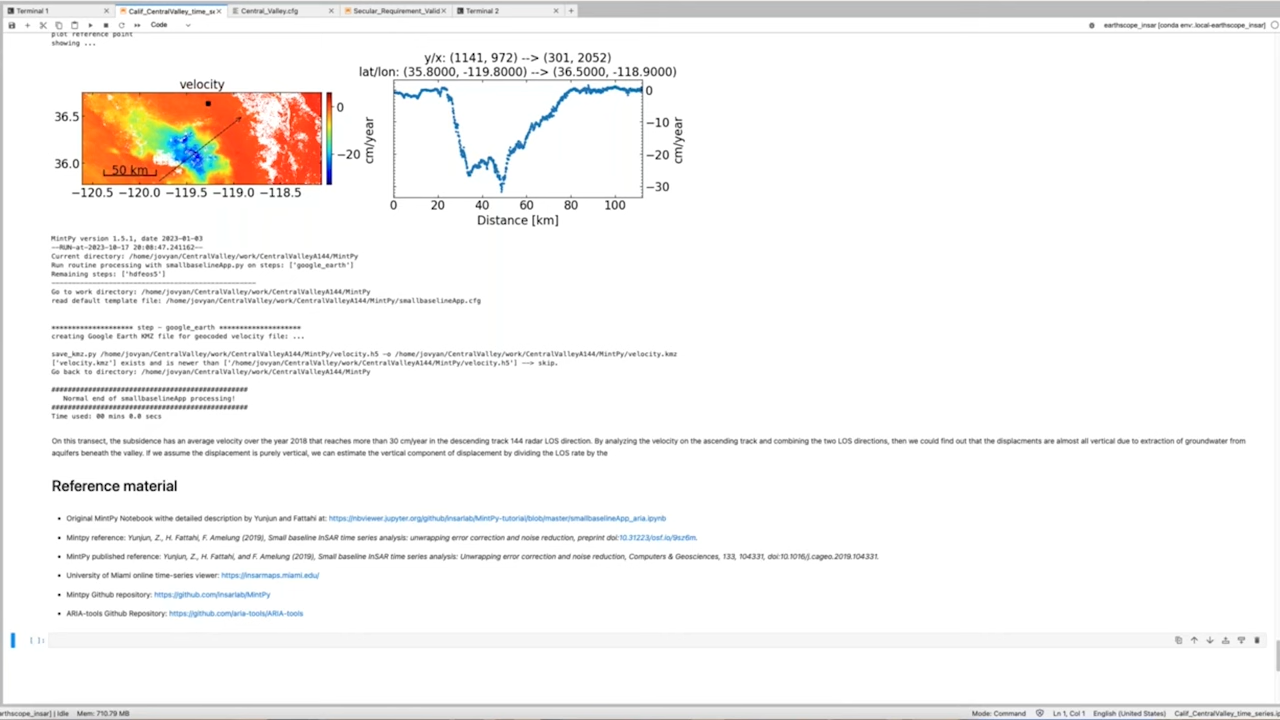 Terminal 1
Calif_CentralValley_time_se
Central_Valley.cfg
Secular_Requirement_Valid
Terminal 2
Code
earthscope_insar [conda env:.local-earthscope_insar]
plot reference point
showing ...
velocity
36.5
36.0
50 km
−120.5 −120.0 −119.5 −119.0 −118.5
0
−20
cm/year
y/x: (1141, 972) --> (301, 2052)
lat/lon: (35.8000, -119.8000) --> (36.5000, -118.9000)
0
−10
−20
−30
cm/year
0 20 40 60 80 100
Distance [km]
MintPy version 1.5.1, date 2023-01-03
--RUN-at-2023-10-17 20:08:47.241162--
Current directory: /home/jovyan/CentralValley/work/CentralValleyA144/MintPy
Run routine processing with smallbaselineApp.py on steps: ['google_earth']
Remaining steps: ['hdfeos5']
--------------------------------------------------
Go to work directory: /home/jovyan/CentralValley/work/CentralValleyA144/MintPy
read default template file: /home/jovyan/CentralValley/work/CentralValleyA144/MintPy/smallbaselineApp.cfg
******************** step - google_earth ********************
creating Google Earth KMZ file for geocoded velocity file: ...
save_kmz.py /home/jovyan/CentralValley/work/CentralValleyA144/MintPy/velocity.h5 -o /home/jovyan/CentralValley/work/CentralValleyA144/MintPy/velocity.kmz
['velocity.kmz'] exists and is newer than ['/home/jovyan/CentralValley/work/CentralValleyA144/MintPy/velocity.h5'] --> skip.
Go back to directory: /home/jovyan/CentralValley/work/CentralValleyA144/MintPy
################################################
Normal end of smallbaselineApp processing!
################################################
Time used: 00 mins 0.0 secs
On this transect, the subsidence has an average velocity over the year 2018 that reaches more than 30 cm/year in the descending track 144 radar LOS direction. By analyzing the velocity on the ascending track and combining the two LOS directions, then we could find out that the displacments are almost all vertical due to extraction of groundwater from
aquifers beneath the valley. If we assume the displacement is purely vertical, we can estimate the vertical component of displacement by dividing the LOS rate by the
Reference material
• Original MintPy Notebook withe detailed description by Yunjun and Fattahi at: https://nbviewer.jupyter.org/github/insarlab/MintPy-tutorial/blob/master/smallbaselineApp_aria.ipynb
• Mintpy reference: Yunjun, Z., H. Fattahi, F. Amelung (2019), Small baseline InSAR time series analysis: unwrapping error correction and noise reduction, preprint doi:10.31223/osf.io/9sz6m.
• MintPy published reference: Yunjun, Z., H. Fattahi, and F. Amelung (2019), Small baseline InSAR time series analysis: Unwrapping error correction and noise reduction, Computers & Geosciences, 133, 104331, doi:10.1016/j.cageo.2019.104331.
• University of Miami online time-series viewer: https://insarmaps.miami.edu/
• Mintpy Github repository: https://github.com/insarlab/MintPy
• ARIA-tools Github Repository: https://github.com/aria-tools/ARIA-tools
[ ]:
arthscope_insar] | Idle Mem: 710.79 MB
Mode: Command Ln 1, Col 1 English (United States) Calif_CentralValley_time_series.ip